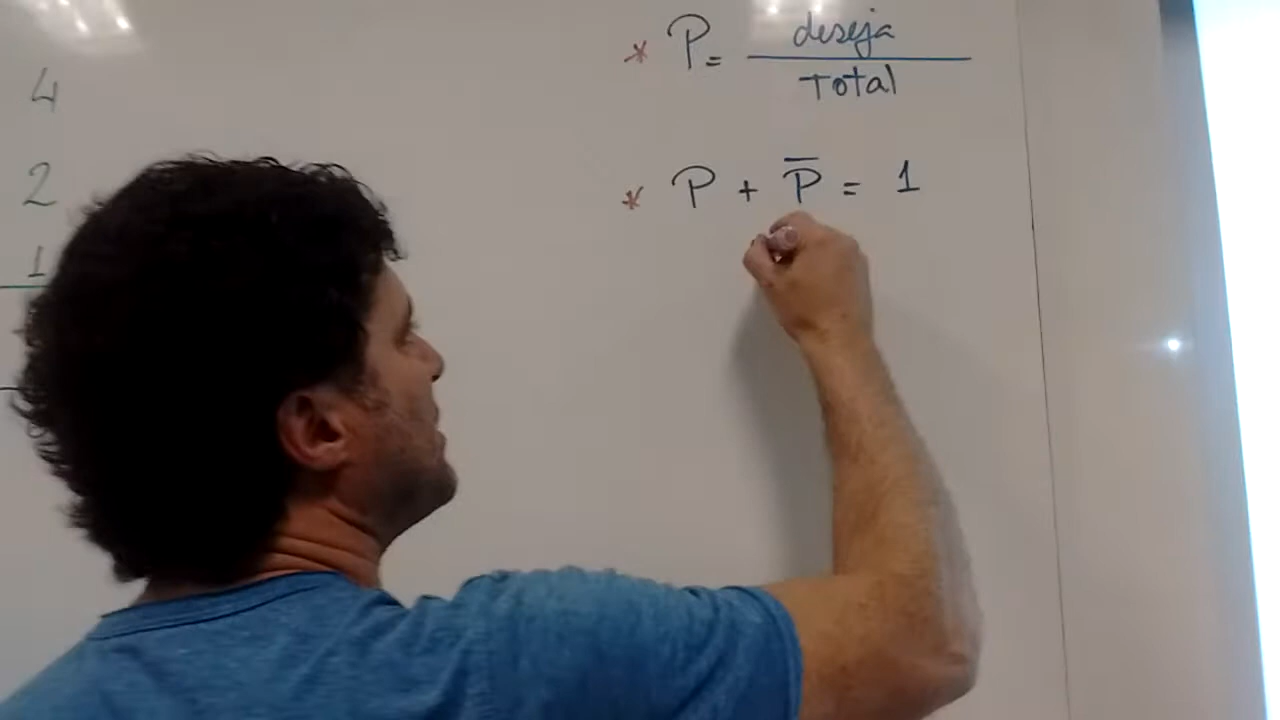 4
2
1
* P = deseja
Total
* P + P̅ = 1